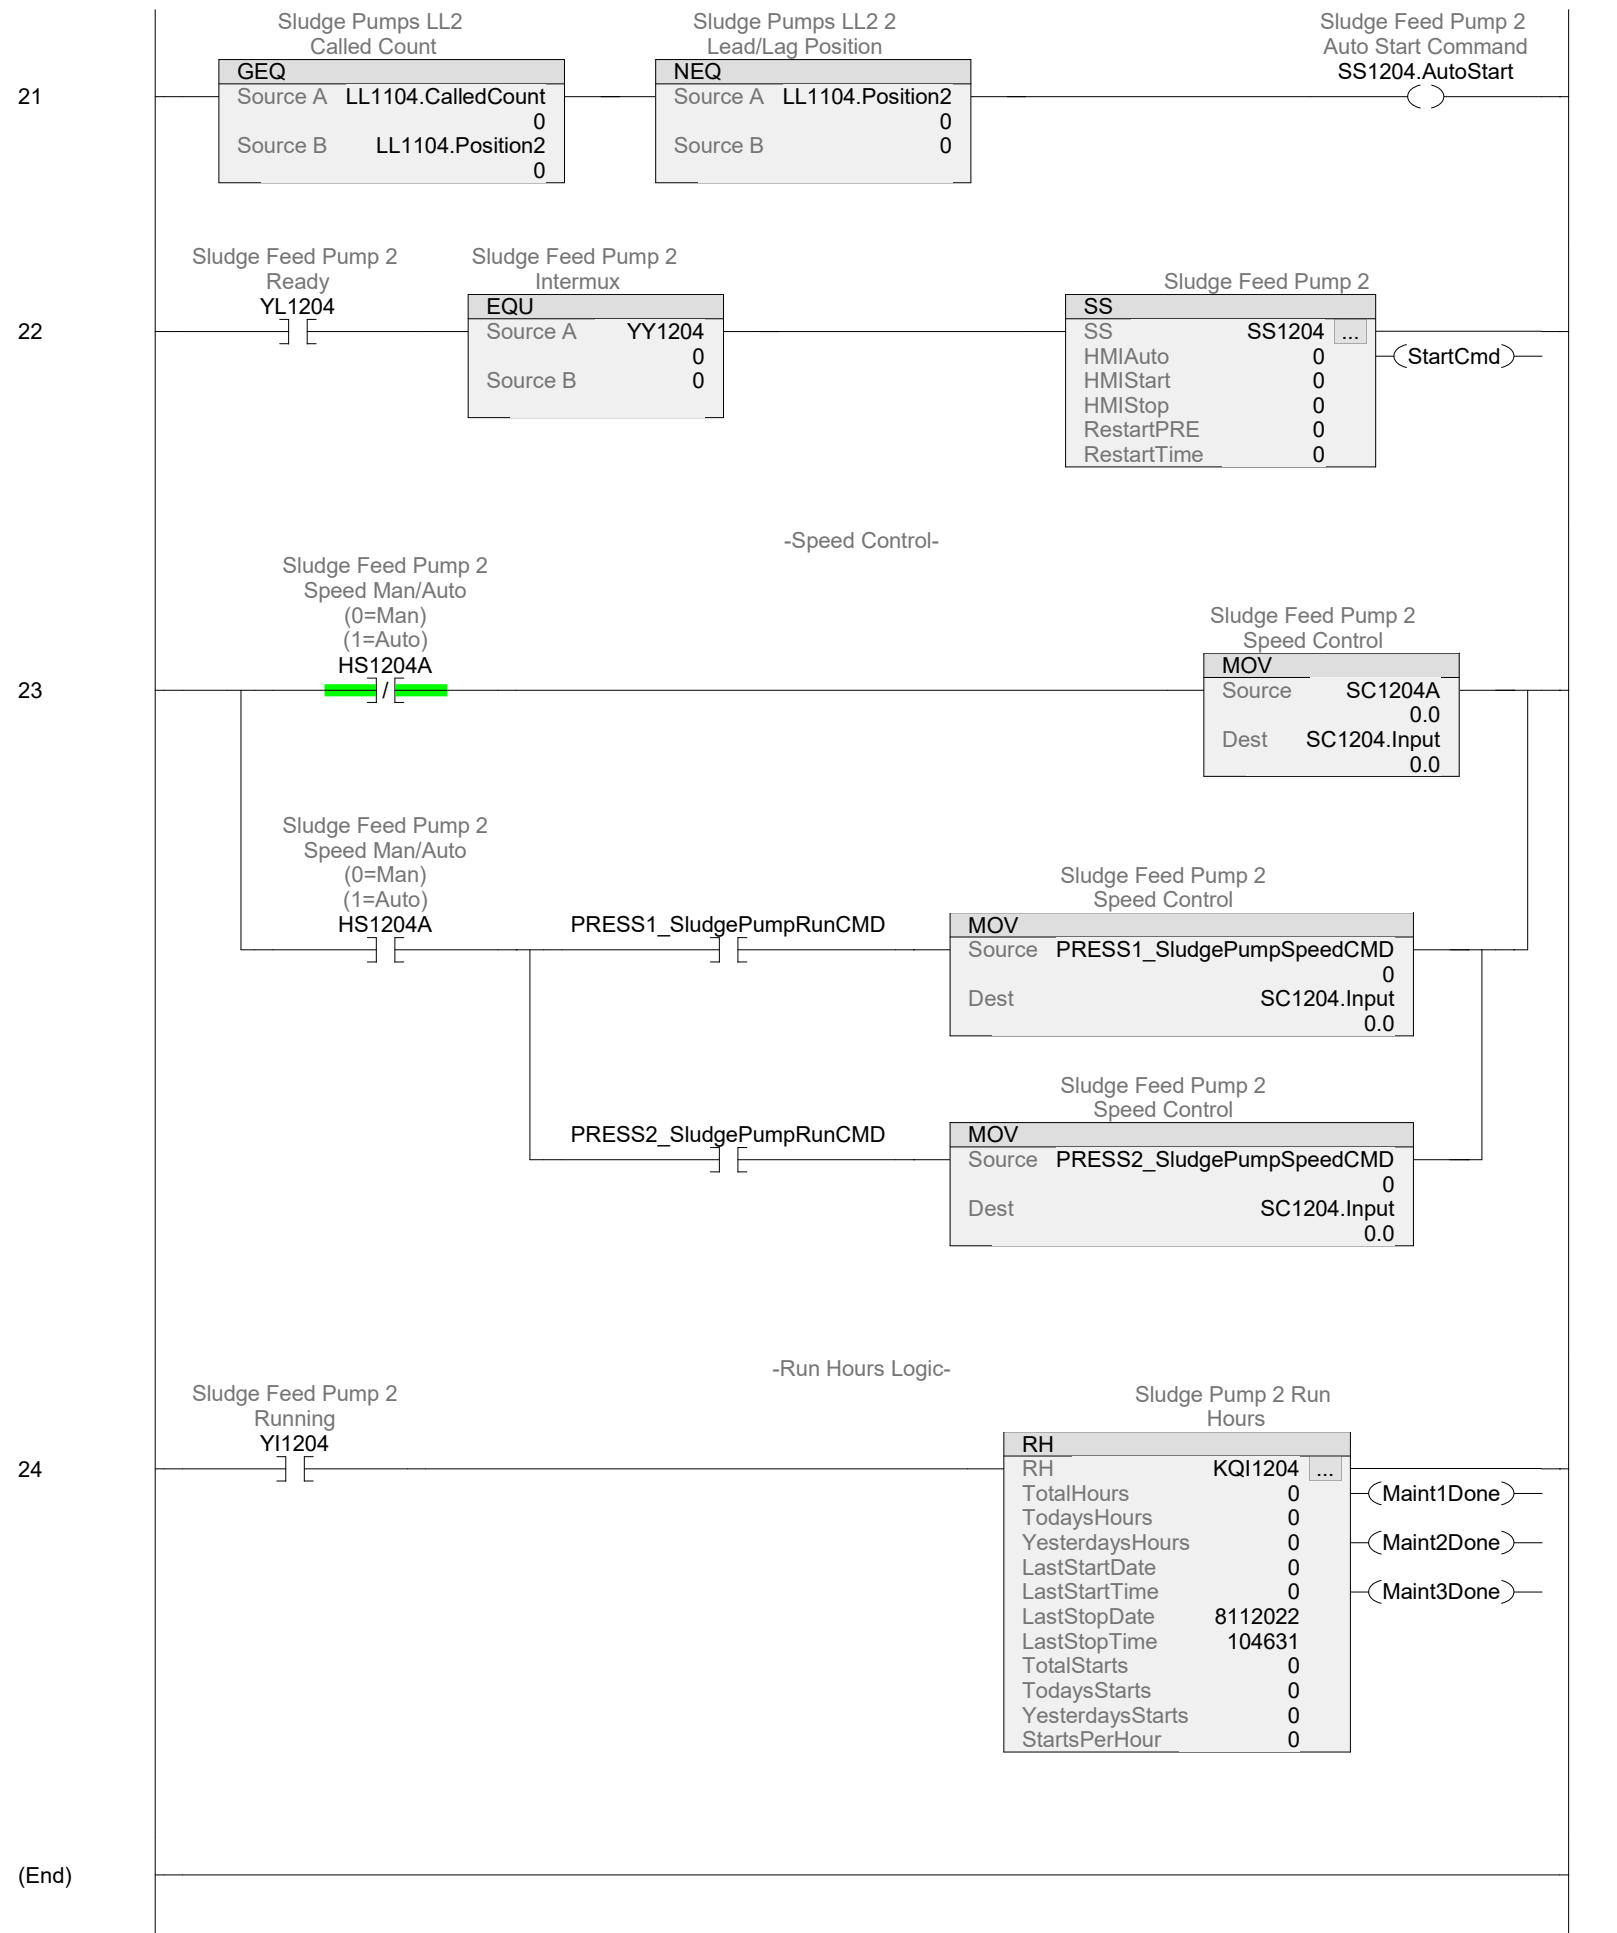 Sludge Pumps LL2
Called Count
Sludge Pumps LL2 2
Lead/Lag Position
Sludge Feed Pump 2
Auto Start Command
SS1204.AutoStart
21
GEQ
Source A LL1104.CalledCount
0
Source B LL1104.Position2
0
NEQ
Source A LL1104.Position2
0
Source B 0
Sludge Feed Pump 2
Ready
YL1204
Sludge Feed Pump 2
Intermux
Sludge Feed Pump 2
22
EQU
Source A YY1204
0
Source B 0
SS
SS SS1204 ...
HMIAuto 0
HMIStart 0
HMIStop 0
RestartPRE 0
RestartTime 0
StartCmd
-Speed Control-
Sludge Feed Pump 2
Speed Man/Auto
(0=Man)
(1=Auto)
HS1204A
Sludge Feed Pump 2
Speed Control
23
/
MOV
Source SC1204A
0.0
Dest SC1204.Input
0.0
Sludge Feed Pump 2
Speed Man/Auto
(0=Man)
(1=Auto)
HS1204A
PRESS1_SludgePumpRunCMD
Sludge Feed Pump 2
Speed Control
MOV
Source PRESS1_SludgePumpSpeedCMD
0
Dest SC1204.Input
0.0
PRESS2_SludgePumpRunCMD
Sludge Feed Pump 2
Speed Control
MOV
Source PRESS2_SludgePumpSpeedCMD
0
Dest SC1204.Input
0.0
-Run Hours Logic-
Sludge Feed Pump 2
Running
YI1204
Sludge Pump 2 Run
Hours
24
RH
RH KQI1204 ...
TotalHours 0
TodaysHours 0
YesterdaysHours 0
LastStartDate 0
LastStartTime 0
LastStopDate 8112022
LastStopTime 104631
TotalStarts 0
TodaysStarts 0
YesterdaysStarts 0
StartsPerHour 0
Maint1Done
Maint2Done
Maint3Done
(End)